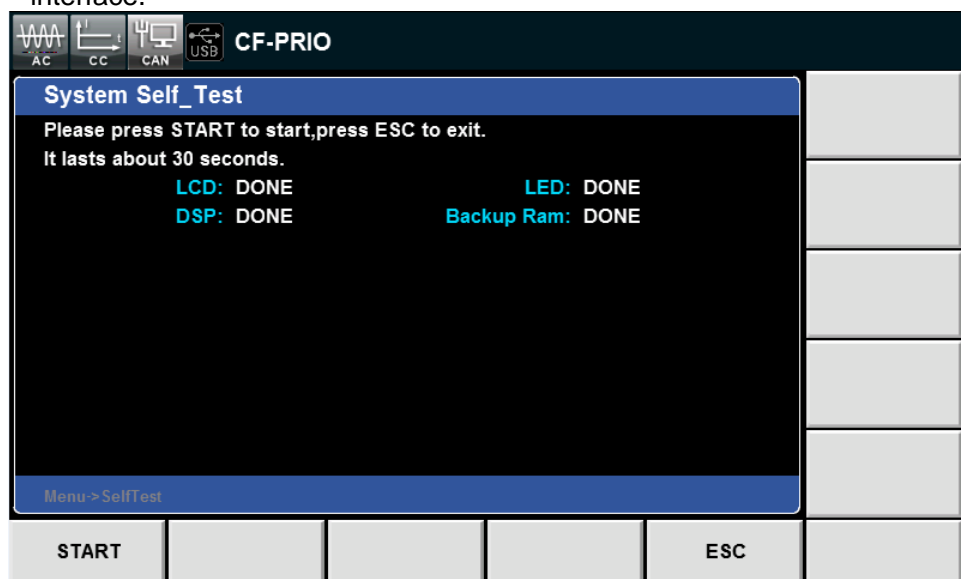 interface.
AC CC CAN USB CF-PRIO
System Self_Test
Please press START to start,press ESC to exit.
It lasts about 30 seconds.
LCD: DONE LED: DONE
DSP: DONE Backup Ram: DONE
Menu->SelfTest
START ESC